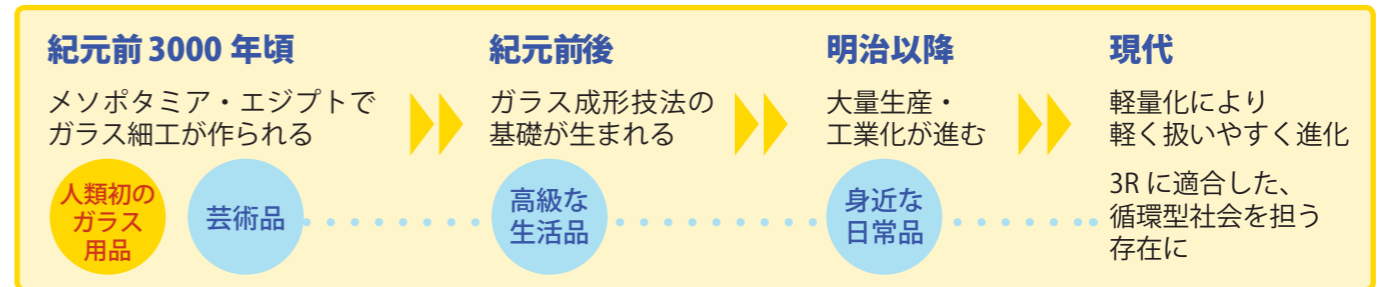 紀元前 3000 年頃
メソポタミア・エジプトで
ガラス細工が作られる
人類初の
ガラス
用品
芸術品
紀元前後
ガラス成形技法の
基礎が生まれる
高級な
生活品
明治以降
大量生産・
工業化が進む
身近な
日常品
現代
軽量化により
軽く扱いやすく進化
3R に適合した、
循環型社会を担う
存在に